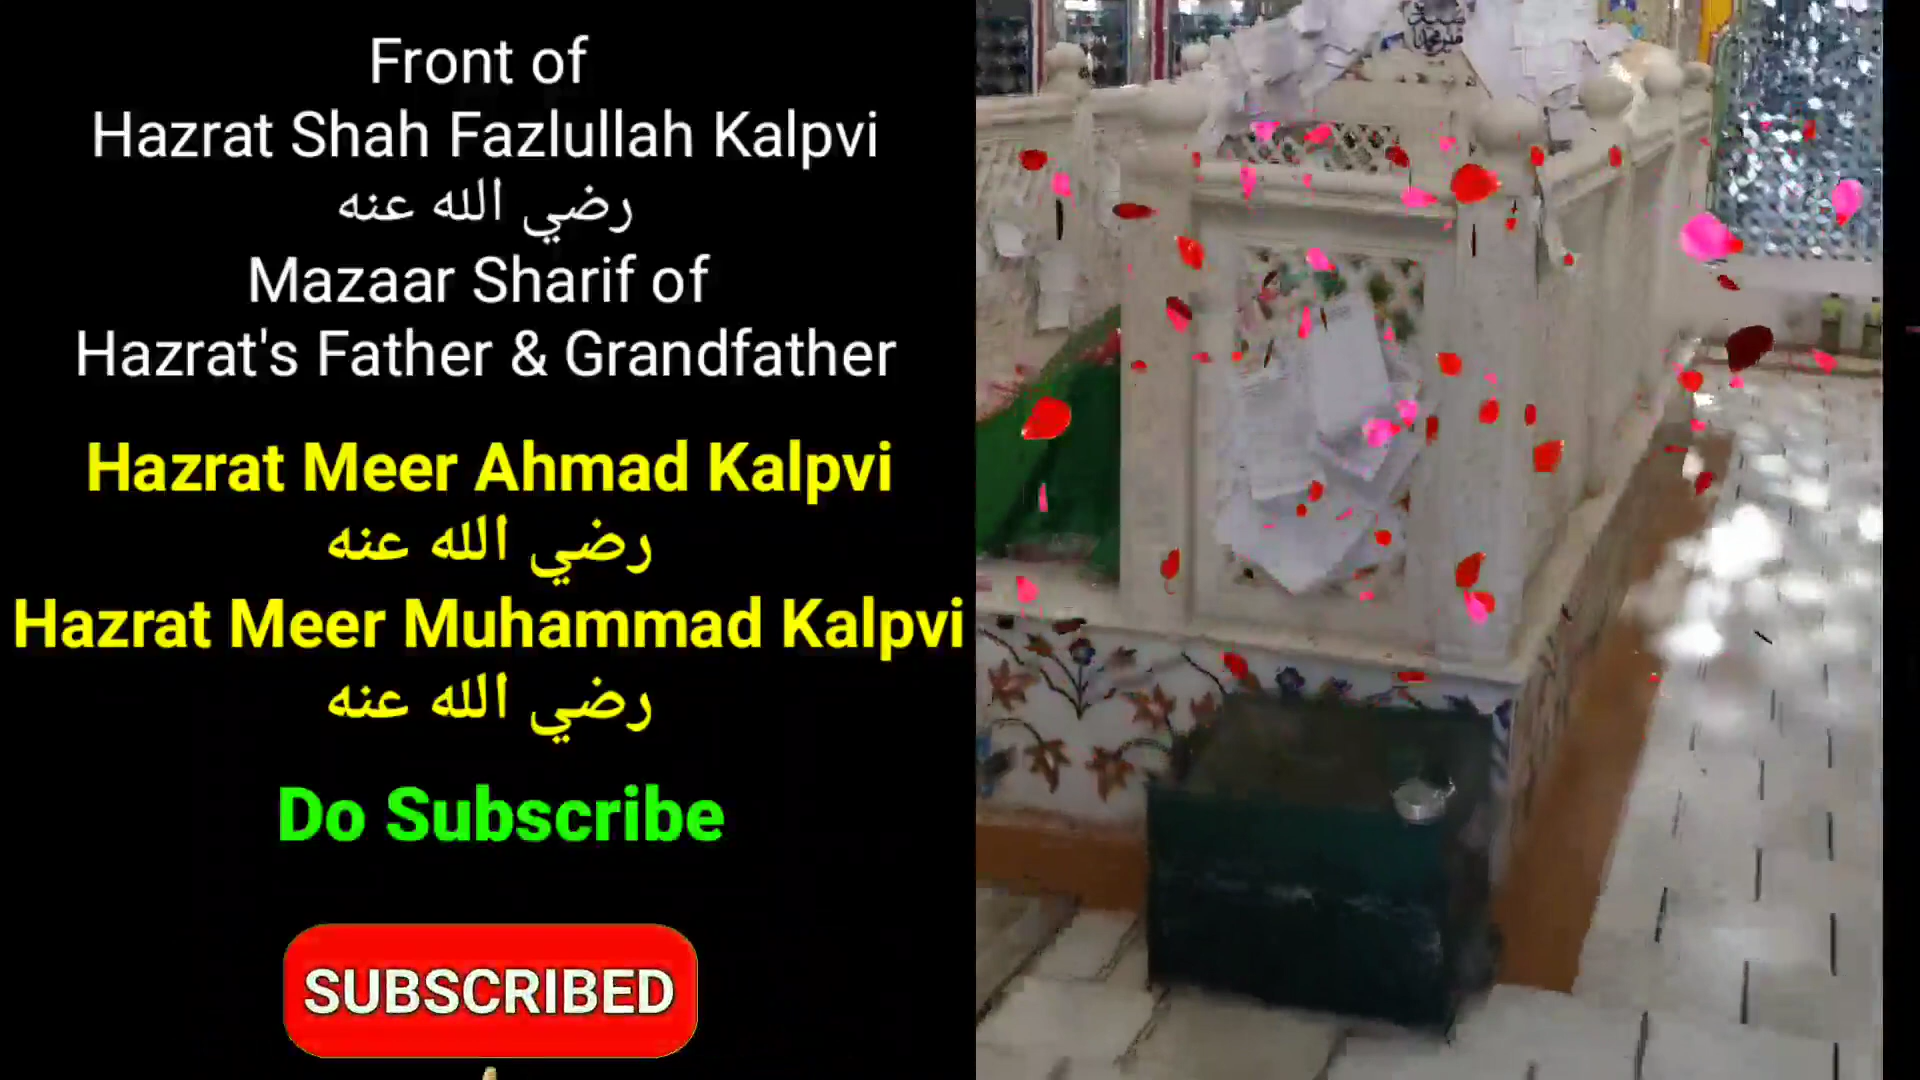 Front of
Hazrat Shah Fazlullah Kalpvi
رضي الله عنه
Mazaar Sharif of
Hazrat's Father & Grandfather
Hazrat Meer Ahmad Kalpvi
رضي الله عنه
Hazrat Meer Muhammad Kalpvi
رضي الله عنه
Do Subscribe
SUBSCRIBED